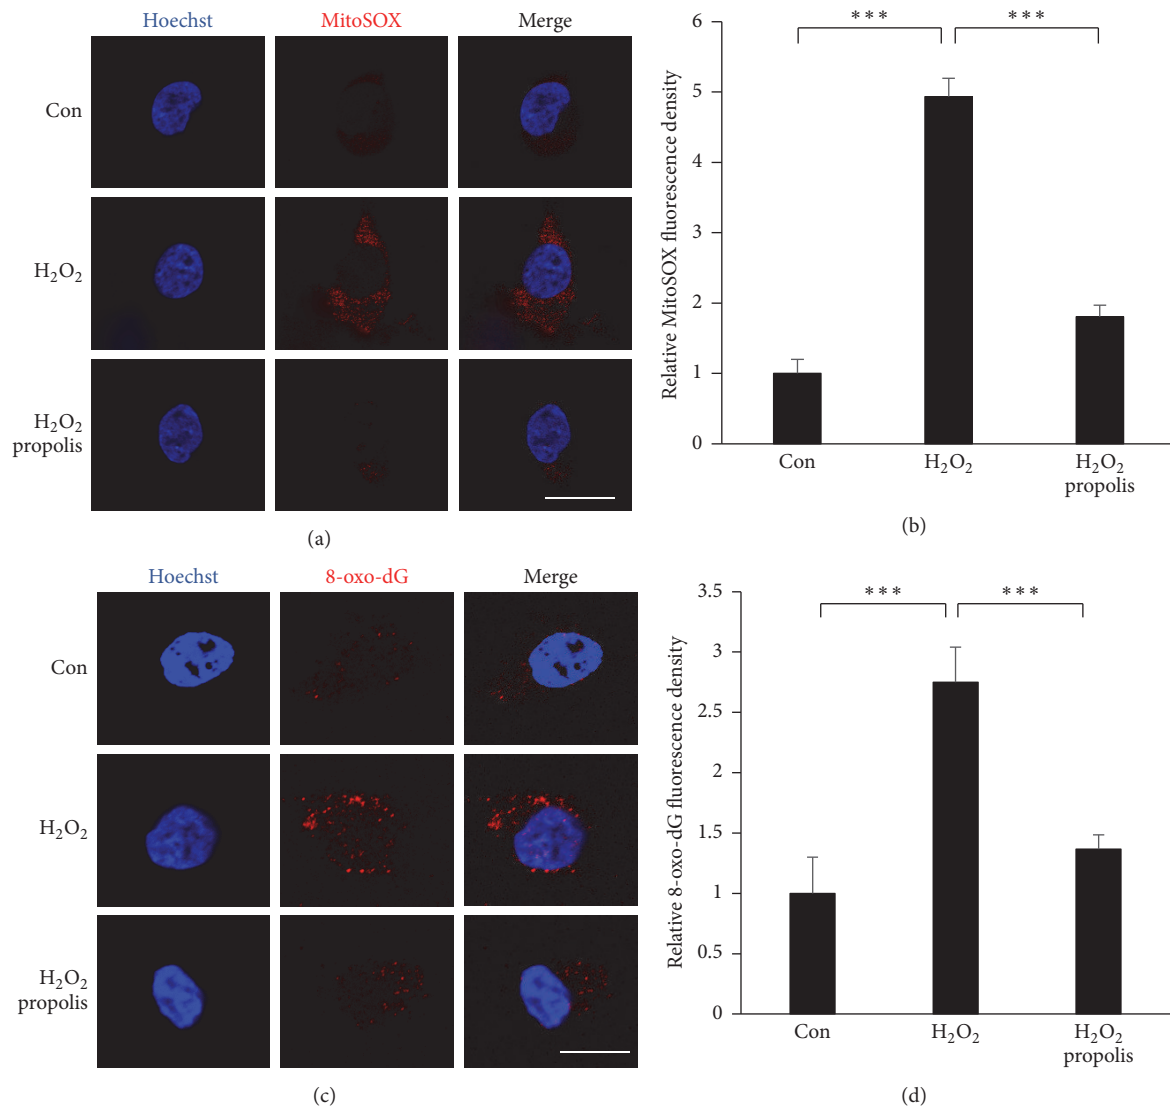 Hoechst MitoSOX Merge
Con
H₂O₂
H₂O₂
propolis
(a)
Relative MitoSOX fluorescence density
6
5
4
3
2
1
0
*** ***
Con H₂O₂ H₂O₂
propolis
(b)
Hoechst 8-oxo-dG Merge
Con
H₂O₂
H₂O₂
propolis
(c)
Relative 8-oxo-dG fluorescence density
3.5
3
2.5
2
1.5
1
0.5
0
*** ***
Con H₂O₂ H₂O₂
propolis
(d)